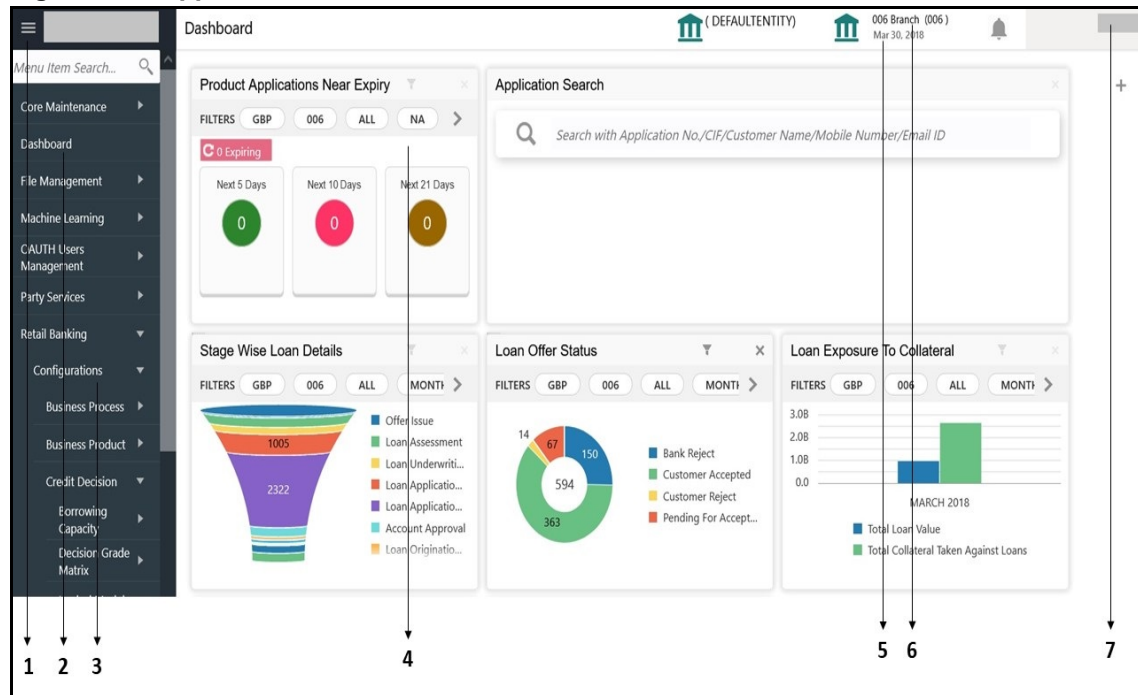 Dashboard
( DEFAULTENTITY)
006 Branch (006 )
Mar 30, 2018
Menu Item Search...
Core Maintenance
Dashboard
File Management
Machine Learning
OAUTH Users
Management
Party Services
Retail Banking
Configurations
Business Process
Business Product
Credit Decision
Borrowing
Capacity
Decision Grade
Matrix
Product Applications Near Expiry
FILTERS GBP 006 ALL NA
0 Expiring
Next 5 Days
Next 10 Days
Next 21 Days
0
0
0
Application Search
Search with Application No./CIF/Customer Name/Mobile Number/Email ID
Stage Wise Loan Details
FILTERS GBP 006 ALL MONTH
1005
2322
Offer Issue
Loan Assessment
Loan Underwriti...
Loan Applicatio...
Loan Applicatio...
Account Approval
Loan Originatio...
Loan Offer Status
FILTERS GBP 006 ALL MONTH
14
67
150
594
363
Bank Reject
Customer Accepted
Customer Reject
Pending For Accept...
Loan Exposure To Collateral
FILTERS GBP 006 ALL MONTH
3.0B
2.0B
1.0B
0.0
MARCH 2018
Total Loan Value
Total Collateral Taken Against Loans
1 2 3 4 5 6 7